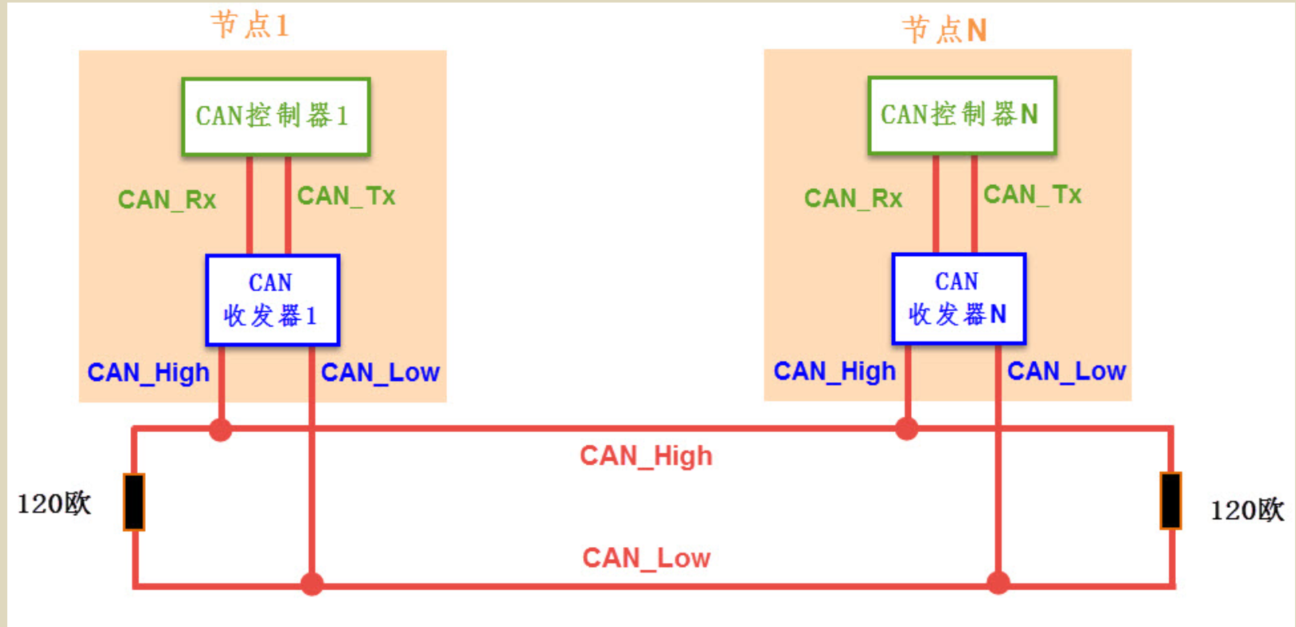 节点1
节点N
CAN控制器1
CAN控制器N
CAN_Rx
CAN_Tx
CAN_Rx
CAN_Tx
CAN
收发器1
CAN
收发器N
CAN_High
CAN_Low
CAN_High
CAN_Low
CAN_High
120欧
120欧
CAN_Low